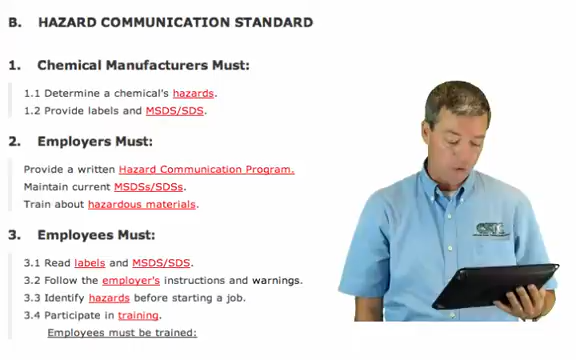 B. HAZARD COMMUNICATION STANDARD
1. Chemical Manufacturers Must:
1.1 Determine a chemical's hazards.
1.2 Provide labels and MSDS/SDS.
2. Employers Must:
Provide a written Hazard Communication Program.
Maintain current MSDSs/SDSs.
Train about hazardous materials.
3. Employees Must:
3.1 Read labels and MSDS/SDS.
3.2 Follow the employer's instructions and warnings.
3.3 Identify hazards before starting a job.
3.4 Participate in training.
Employees must be trained: